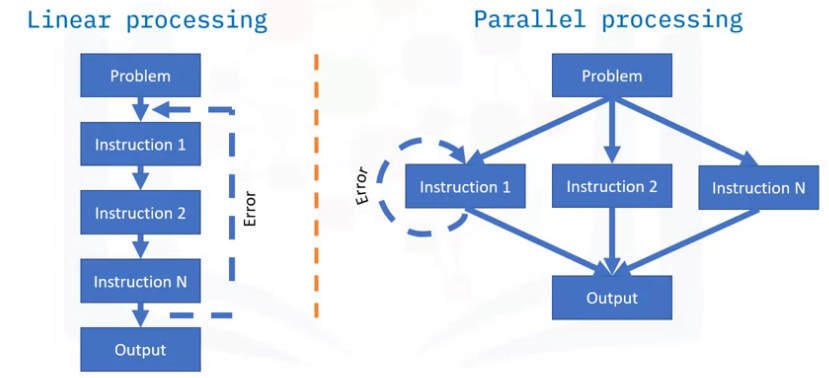 Linear processing
Problem
Instruction 1
Instruction 2
Instruction N
Output
Error
Parallel processing
Problem
Error
Instruction 1
Instruction 2
Instruction N
Output